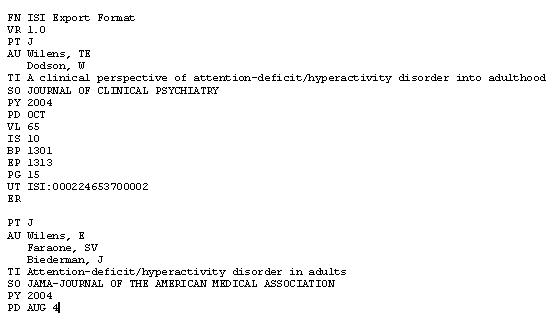 FN ISI Export Format
VR 1.0
PT J
AU Wilens, TE
Dodson, W
TI A clinical perspective of attention-deficit/hyperactivity disorder into adulthood
SO JOURNAL OF CLINICAL PSYCHIATRY
PY 2004
PD OCT
VL 65
IS 10
BP 1301
EP 1313
PG 15
UT ISI:000224653700002
ER
PT J
AU Wilens, E
Faraone, SV
Biederman, J
TI Attention-deficit/hyperactivity disorder in adults
SO JAMA-JOURNAL OF THE AMERICAN MEDICAL ASSOCIATION
PY 2004
PD AUG 4